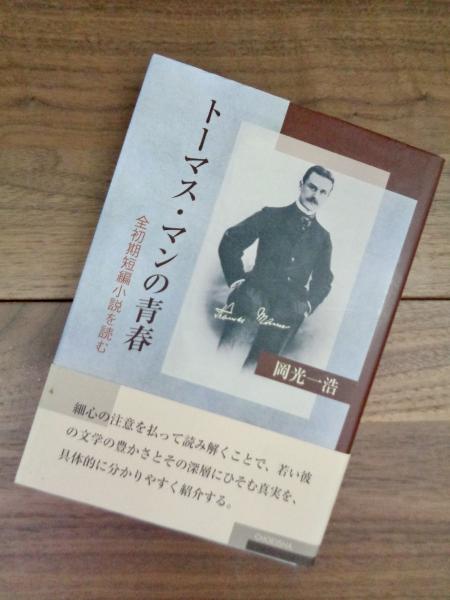 トーマス・マンの青春
全初期短編小説を読む
Thomas Mann
岡光一浩
細心の注意を払って読み解くことで、若い彼
の文学の豊かさとその深層にひそむ真実を、
具体的に分かりやすく紹介する。
CHOEISHA